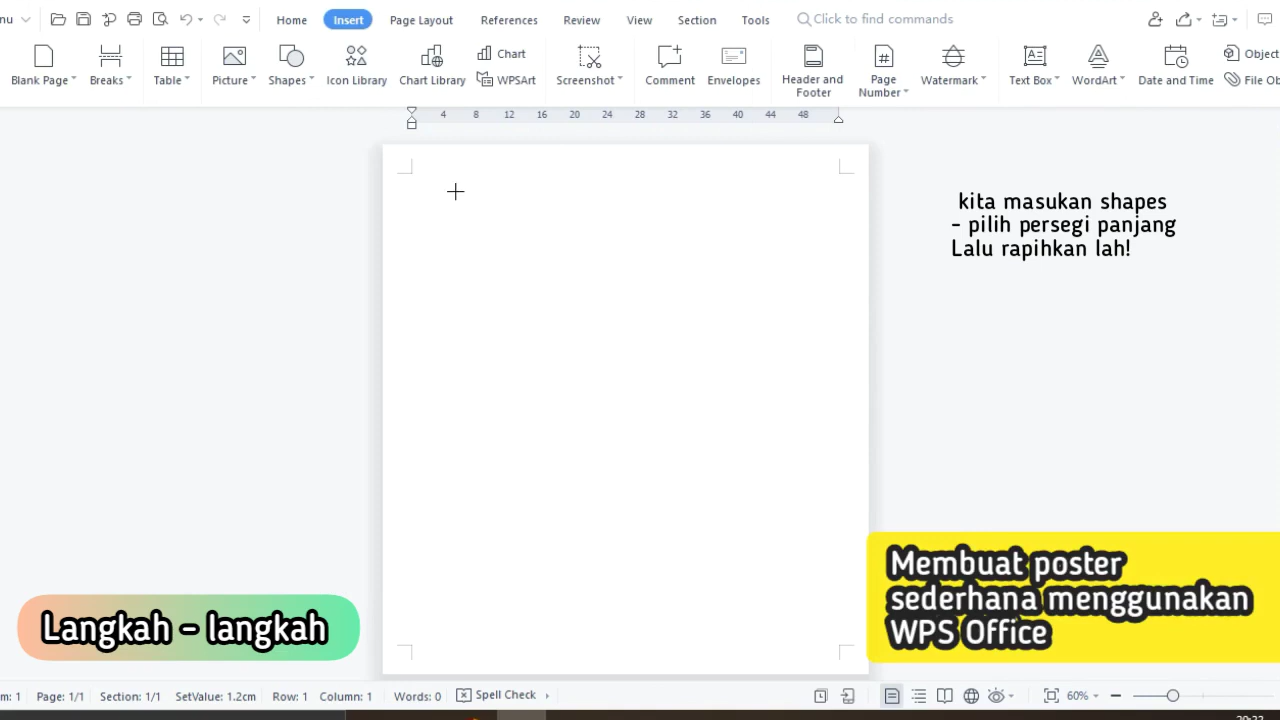 nu
Home Insert Page Layout References Review View Section Tools Click to find commands
Blank Page Breaks Table Picture Shapes Icon Library Chart Library Chart WPSArt Screenshot Comment Envelopes Header and Footer Page Number Watermark Text Box WordArt Date and Time Object File Ob
4 8 12 16 20 24 28 32 36 40 44 48
kita masukan shapes
- pilih persegi panjang
Lalu rapihkan lah!
Membuat poster
sederhana menggunakan
WPS Office
Langkah - langkah
m: 1 Page: 1/1 Section: 1/1 SetValue: 1.2cm Row: 1 Column: 1 Words: 0 Spell Check 60%